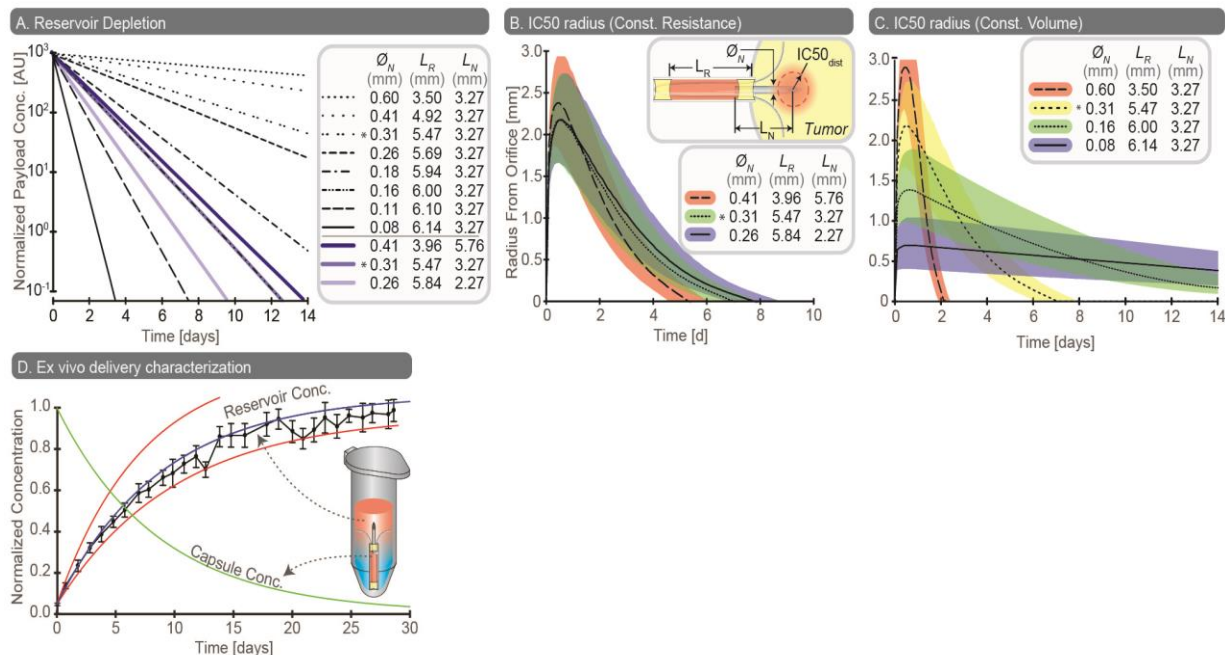 A. Reservoir Depletion
Normalized Payload Conc. [AU]
10³
10²
10¹
10⁰
10⁻¹
0 2 4 6 8 10 12 14
Time [days]
Ø_N L_R L_N
(mm) (mm) (mm)
0.60 3.50 3.27
0.41 4.92 3.27
* 0.31 5.47 3.27
0.26 5.69 3.27
0.18 5.94 3.27
0.16 6.00 3.27
0.11 6.10 3.27
0.08 6.14 3.27
0.41 3.96 5.76
* 0.31 5.47 3.27
0.26 5.84 2.27
B. IC50 radius (Const. Resistance)
Radius From Orifice [mm]
3.0
2.5
2.0
1.5
1.0
0.5
0
0 2 4 6 8 10
Time [d]
Ø_N
IC50_dist
L_R
L_N
Tumor
Ø_N L_R L_N
(mm) (mm) (mm)
0.41 3.96 5.76
* 0.31 5.47 3.27
0.26 5.84 2.27
C. IC50 radius (Const. Volume)
3.0
2.5
2.0
1.5
1.0
0.5
0
0 2 4 6 8 10 12 14
Time [days]
Ø_N L_R L_N
(mm) (mm) (mm)
0.60 3.50 3.27
* 0.31 5.47 3.27
0.16 6.00 3.27
0.08 6.14 3.27
D. Ex vivo delivery characterization
Normalized Concentration
1.0
0.8
0.6
0.4
0.2
0.0
0 5 10 15 20 25 30
Time [days]
Reservoir Conc.
Capsule Conc.